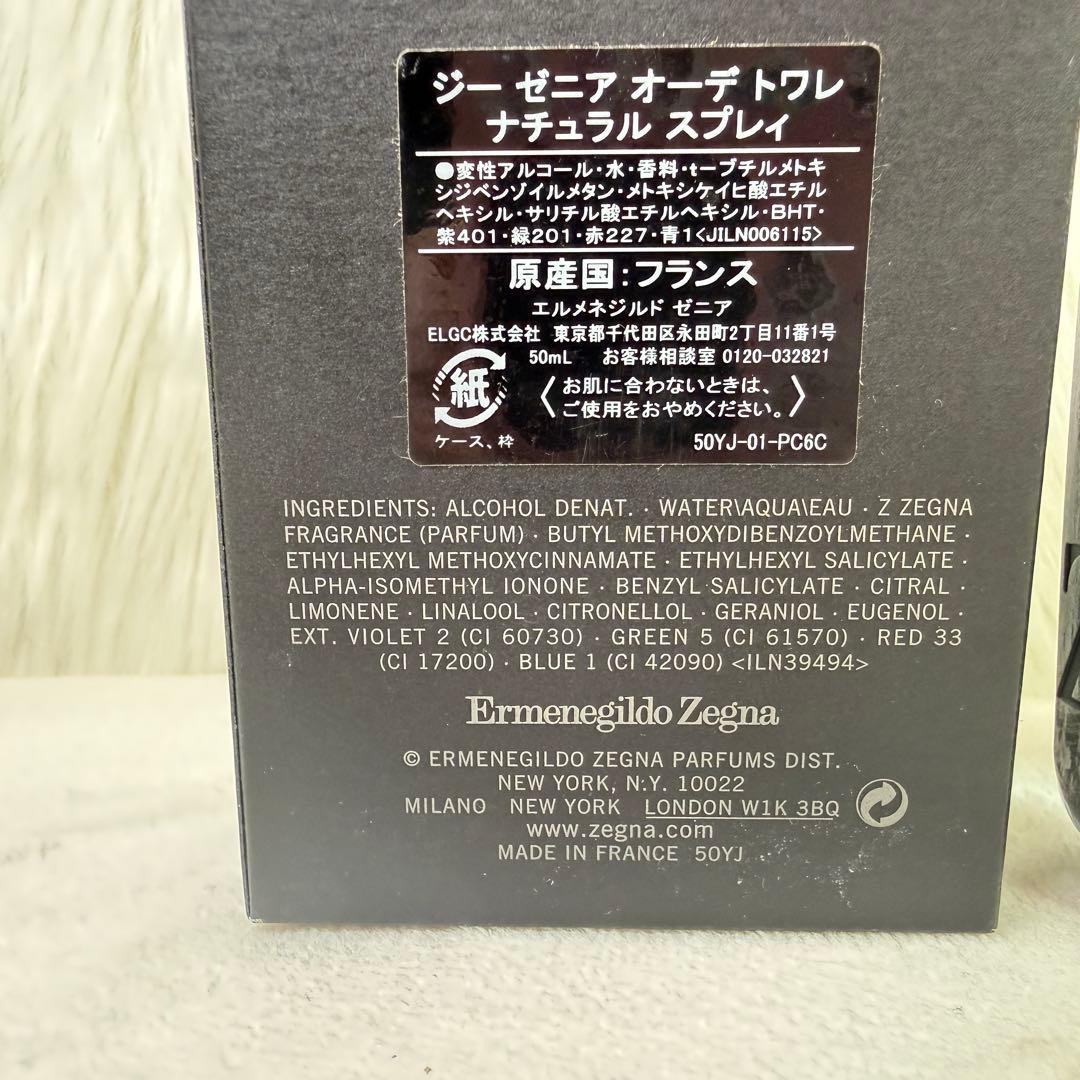 ジー ゼニア オーデ トワレ
ナチュラル スプレィ
●変性アルコール・水・香料・t-ブチルメトキ
シジベンゾイルメタン・メトキシケイヒ酸エチル
ヘキシル・サリチル酸エチルヘキシル・BHT・
紫401・緑201・赤227・青1<JILN006115>
原産国:フランス
エルメネジルド ゼニア
ELGC株式会社 東京都千代田区永田町2丁目11番1号
50mL お客様相談室 0120-032821
紙
〈お肌に合わないときは、
ご使用をおやめください。〉
ケース、枠
50YJ-01-PC6C
INGREDIENTS: ALCOHOL DENAT. · WATER\AQUA\EAU · Z ZEGNA
FRAGRANCE (PARFUM) · BUTYL METHOXYDIBENZOYLMETHANE ·
ETHYLHEXYL METHOXYCINNAMATE · ETHYLHEXYL SALICYLATE ·
ALPHA-ISOMETHYL IONONE · BENZYL SALICYLATE · CITRAL ·
LIMONENE · LINALOOL · CITRONELLOL · GERANIOL · EUGENOL ·
EXT. VIOLET 2 (CI 60730) · GREEN 5 (CI 61570) · RED 33
(CI 17200) · BLUE 1 (CI 42090) <ILN39494>
Ermenegildo Zegna
© ERMENEGILDO ZEGNA PARFUMS DIST.
NEW YORK, N.Y. 10022
MILANO NEW YORK LONDON W1K 3BQ
www.zegna.com
MADE IN FRANCE 50YJ